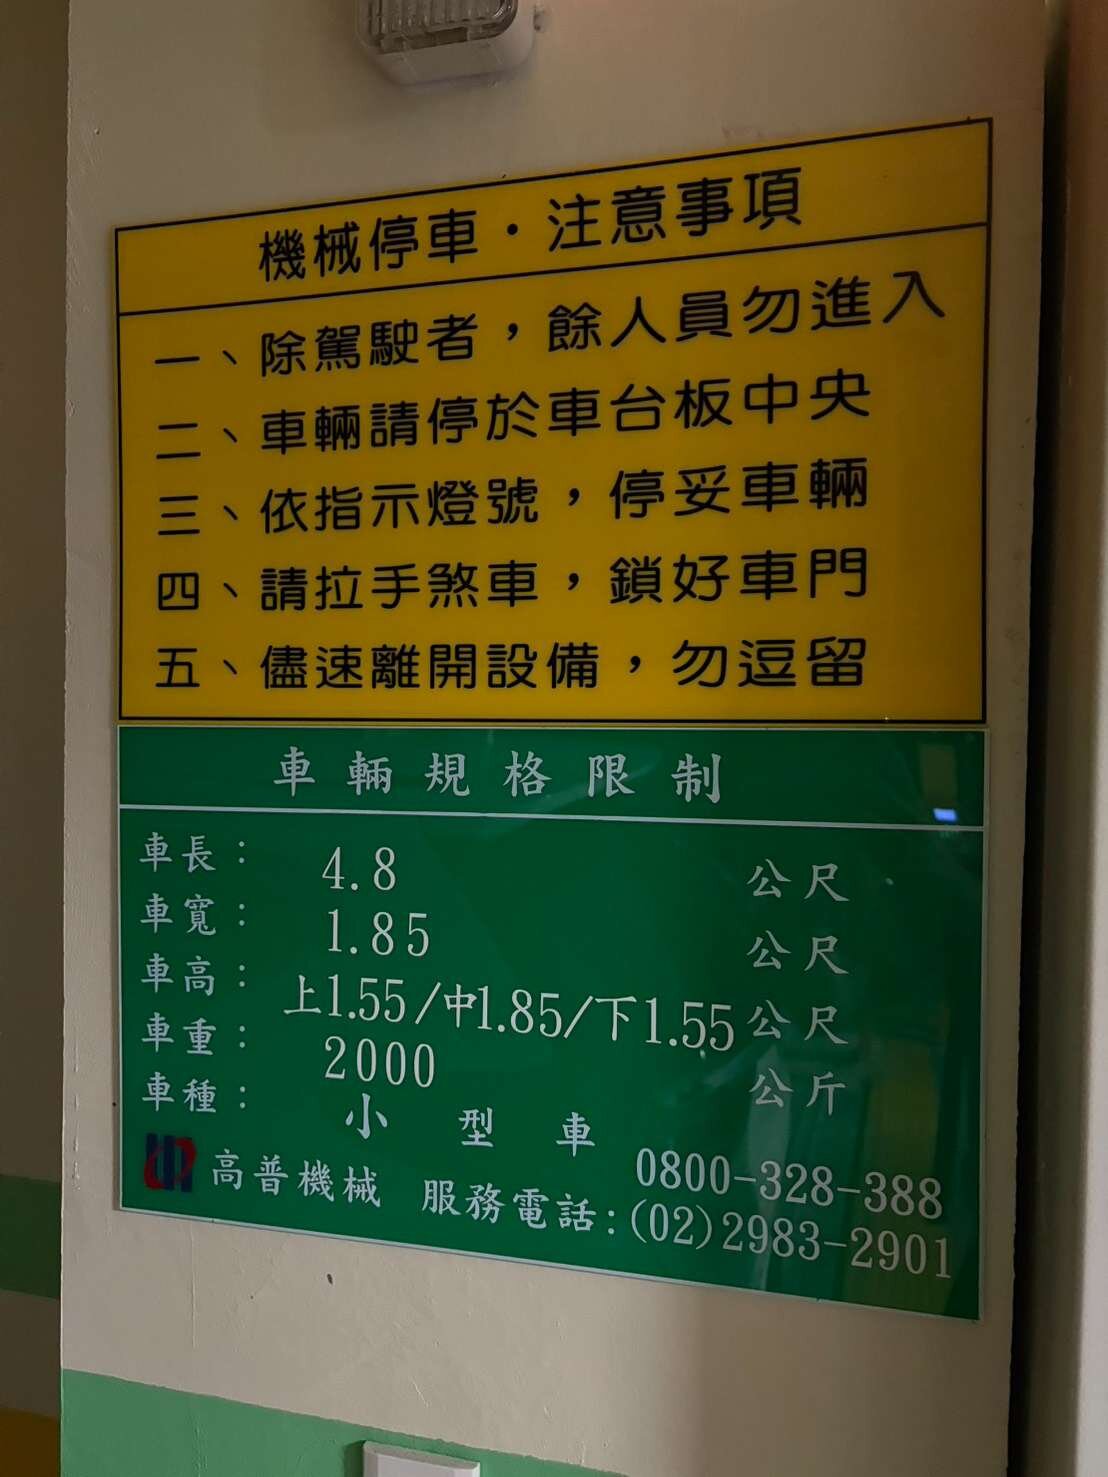 機械停車・注意事項
一、除駕駛者，餘人員勿進入
二、車輛請停於車台板中央
三、依指示燈號，停妥車輛
四、請拉手煞車，鎖好車門
五、儘速離開設備，勿逗留
車輛規格限制
車長： 4.8 公尺
車寬： 1.85 公尺
車高： 上1.55/中1.85/下1.55 公尺
車重： 2000 公斤
車種： 小型車
高普機械 服務電話: 0800-328-388
(02)2983-2901